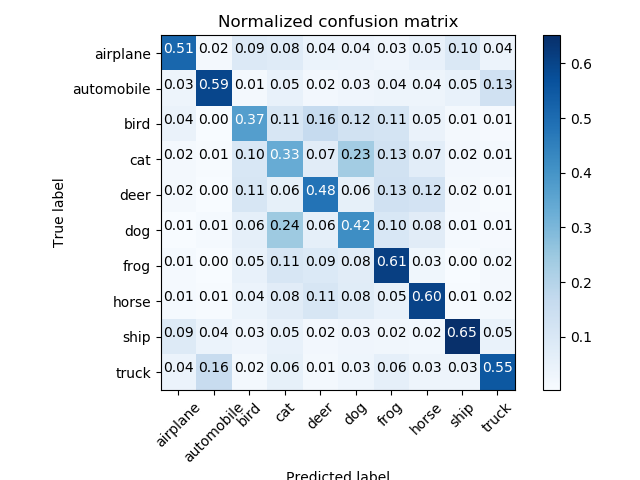 Normalized confusion matrix
airplane 0.51 0.02 0.09 0.08 0.04 0.04 0.03 0.05 0.10 0.04
automobile 0.03 0.59 0.01 0.05 0.02 0.03 0.04 0.04 0.05 0.13
bird 0.04 0.00 0.37 0.11 0.16 0.12 0.11 0.05 0.01 0.01
cat 0.02 0.01 0.10 0.33 0.07 0.23 0.13 0.07 0.02 0.01
deer 0.02 0.00 0.11 0.06 0.48 0.06 0.13 0.12 0.02 0.01
dog 0.01 0.01 0.06 0.24 0.06 0.42 0.10 0.08 0.01 0.01
frog 0.01 0.00 0.05 0.11 0.09 0.08 0.61 0.03 0.00 0.02
horse 0.01 0.01 0.04 0.08 0.11 0.08 0.05 0.60 0.01 0.02
ship 0.09 0.04 0.03 0.05 0.02 0.03 0.02 0.02 0.65 0.05
truck 0.04 0.16 0.02 0.06 0.01 0.03 0.06 0.03 0.03 0.55
airplane automobile bird cat deer dog frog horse ship truck
True label
Predicted label
0.6
0.5
0.4
0.3
0.2
0.1